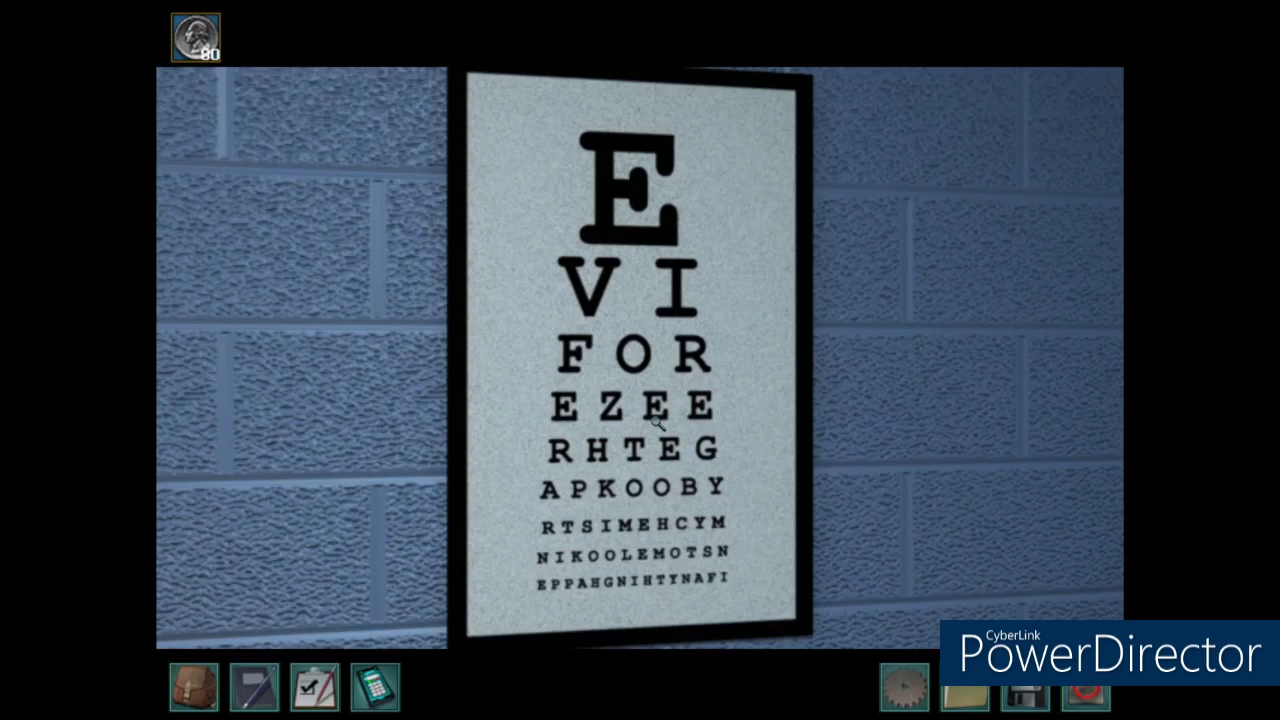 80
E
V I
F O R
E Z E E
R H T E G
A P K O O B Y
R T S I M E H C Y M
N I K O O L E M O T S N
E P P A H G N I H T Y N A F I
CyberLink
PowerDirector